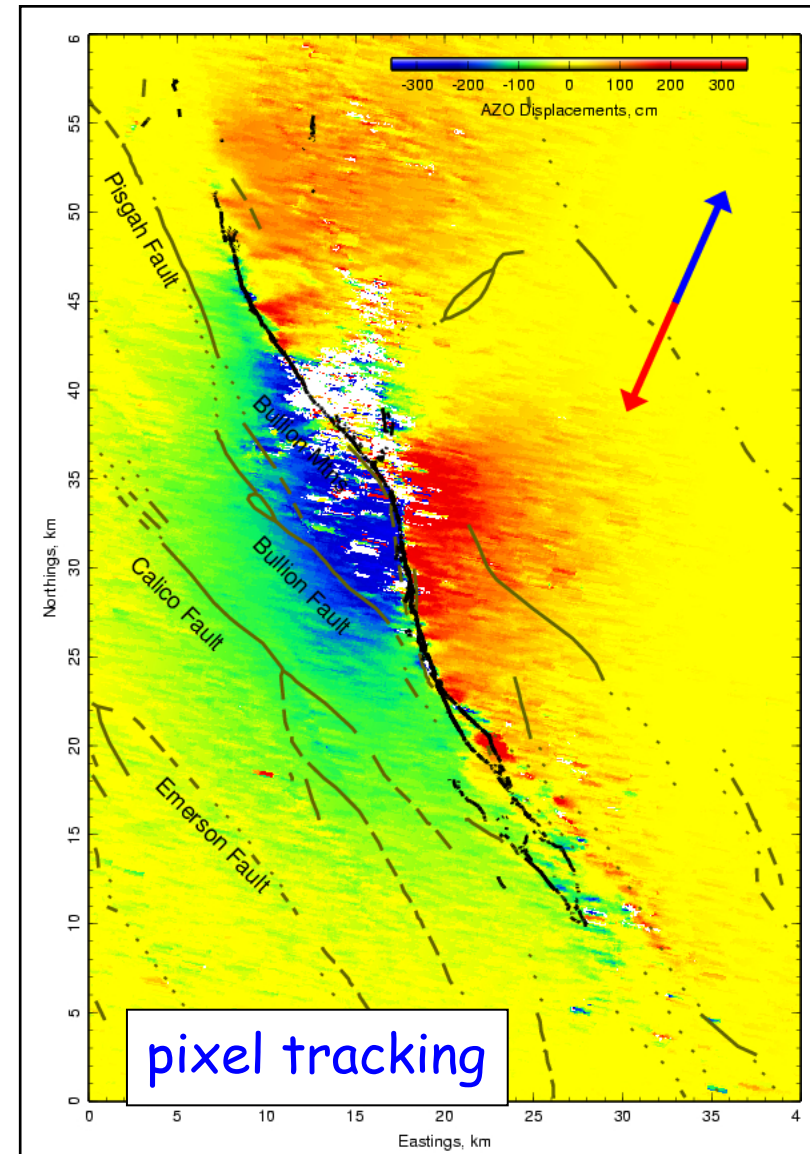 -300 -200 -100 0 100 200 300
AZO Displacements, cm
6
55
50
45
40
35
30
25
20
15
10
5
0
Northings, km
Pisgah Fault
Bullion Mtns
Bullion Fault
Calico Fault
Emerson Fault
pixel tracking
0 5 10 15 20 25 30 35 4
Eastings, km